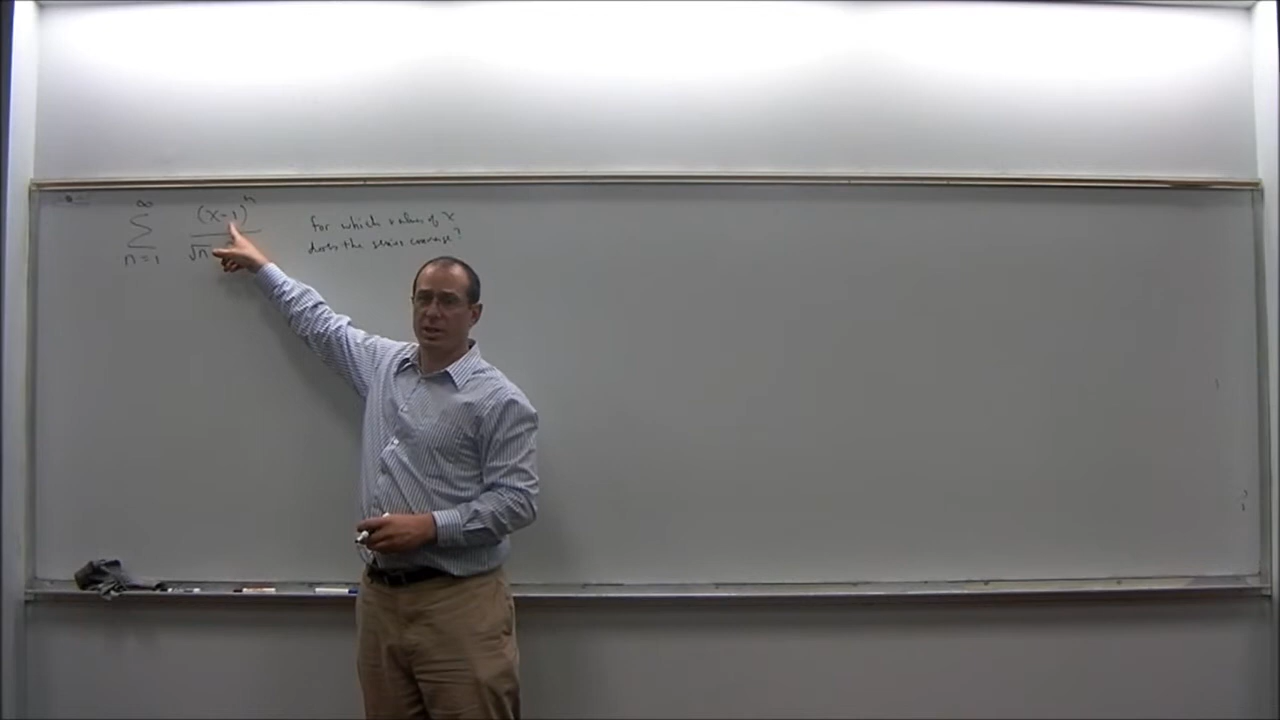 ∞
Σ (x-1)^n
n=1 √n
for which values of x
does the series converge?